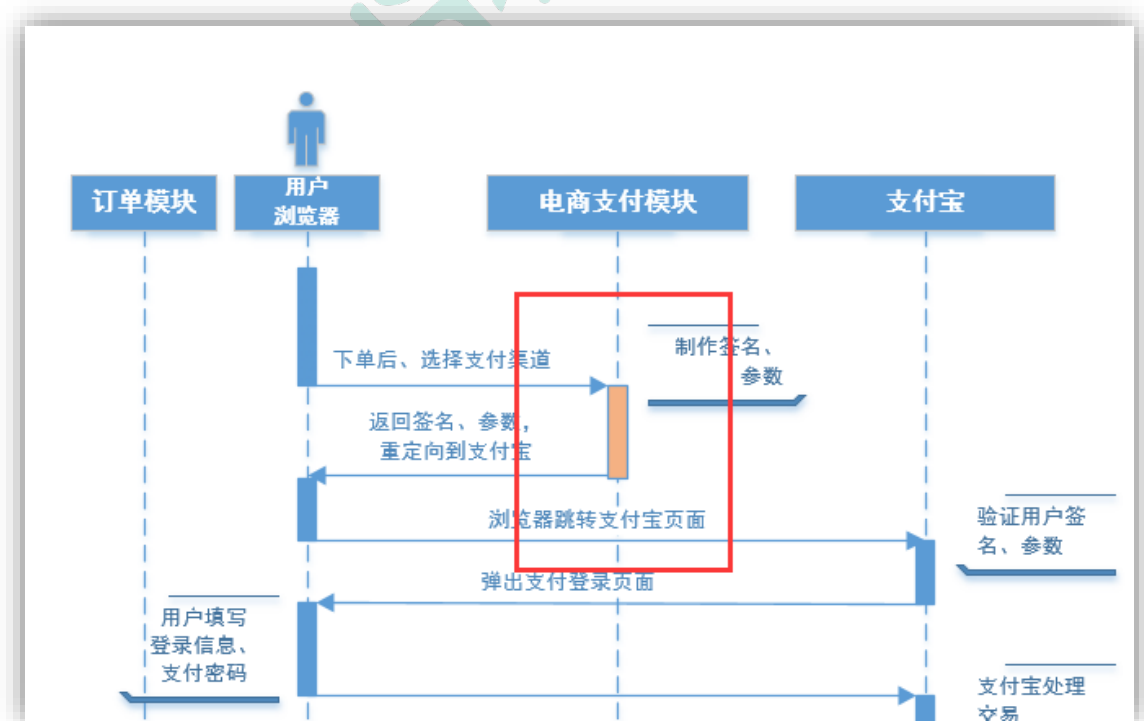 订单模块
用户
浏览器
电商支付模块
支付宝
下单后、选择支付渠道
制作签名、
参数
返回签名、参数,
重定向到支付宝
浏览器跳转支付宝页面
验证用户签
名、参数
弹出支付登录页面
用户填写
登录信息、
支付密码
支付宝处理
交易